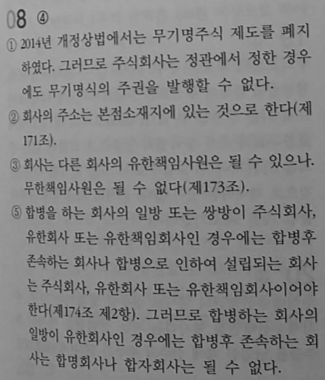 08 ④
① 2014년 개정상법에서는 무기명주식 제도를 폐지
하였다. 그러므로 주식회사는 정관에서 정한 경우
에도 무기명식의 주권을 발행할 수 없다.
② 회사의 주소는 본점소재지에 있는 것으로 한다(제
171조).
③ 회사는 다른 회사의 유한책임사원은 될 수 있으나,
무한책임사원은 될 수 없다(제173조).
⑤ 합병을 하는 회사의 일방 또는 쌍방이 주식회사,
유한회사 또는 유한책임회사인 경우에는 합병후
존속하는 회사나 합병으로 인하여 설립되는 회사
는 주식회사, 유한회사 또는 유한책임회사이어야
한다(제174조 제2항). 그러므로 합병하는 회사의
일방이 유한회사인 경우에는 합병후 존속하는 회
사는 합명회사나 합자회사는 될 수 없다.